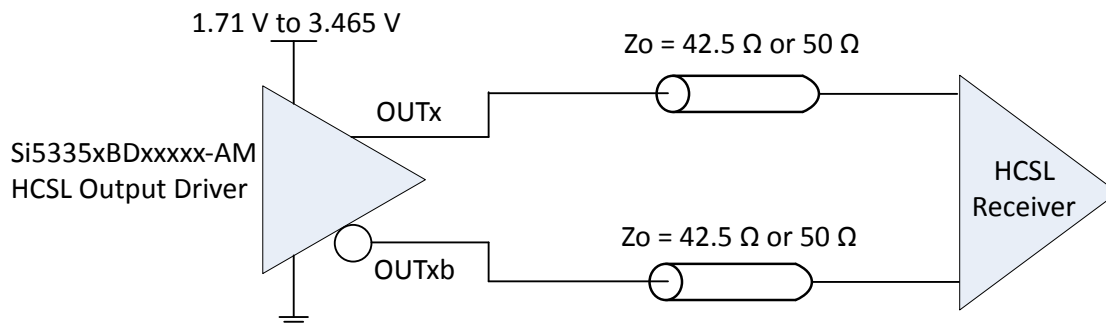 1.71 V to 3.465 V
Zo = 42.5 Ω or 50 Ω
OUTx
Si5335xBDxxxxx-AM
HCSL Output Driver
HCSL
Receiver
Zo = 42.5 Ω or 50 Ω
OUTxb